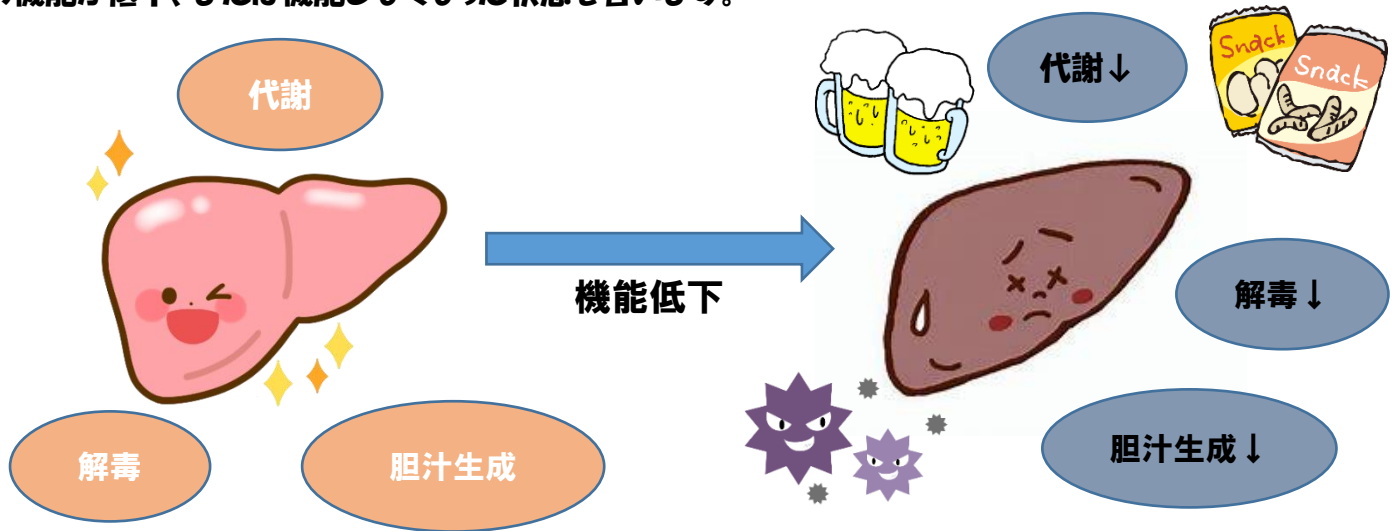 代謝
解毒
胆汁生成
機能低下
代謝↓
Snack
Snack
解毒↓
胆汁生成↓